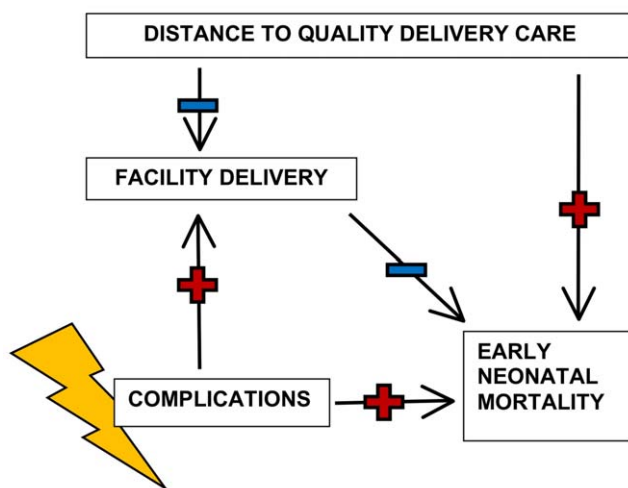 DISTANCE TO QUALITY DELIVERY CARE
FACILITY DELIVERY
COMPLICATIONS
EARLY
NEONATAL
MORTALITY